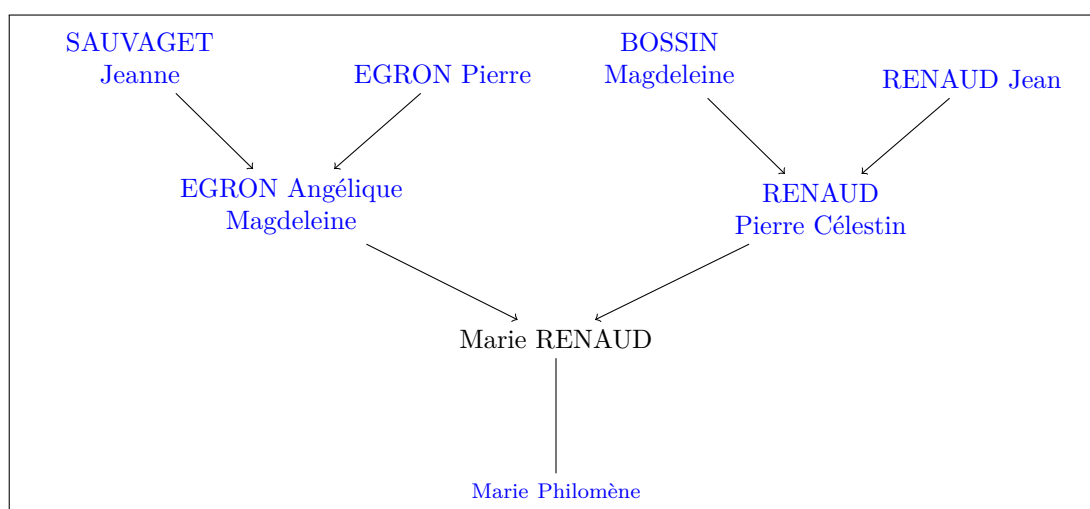 SAUVAGET
Jeanne
EGRON Pierre
BOSSIN
Magdeleine
RENAUD Jean
EGRON Angélique
Magdeleine
RENAUD
Pierre Célestin
Marie RENAUD
Marie Philomène